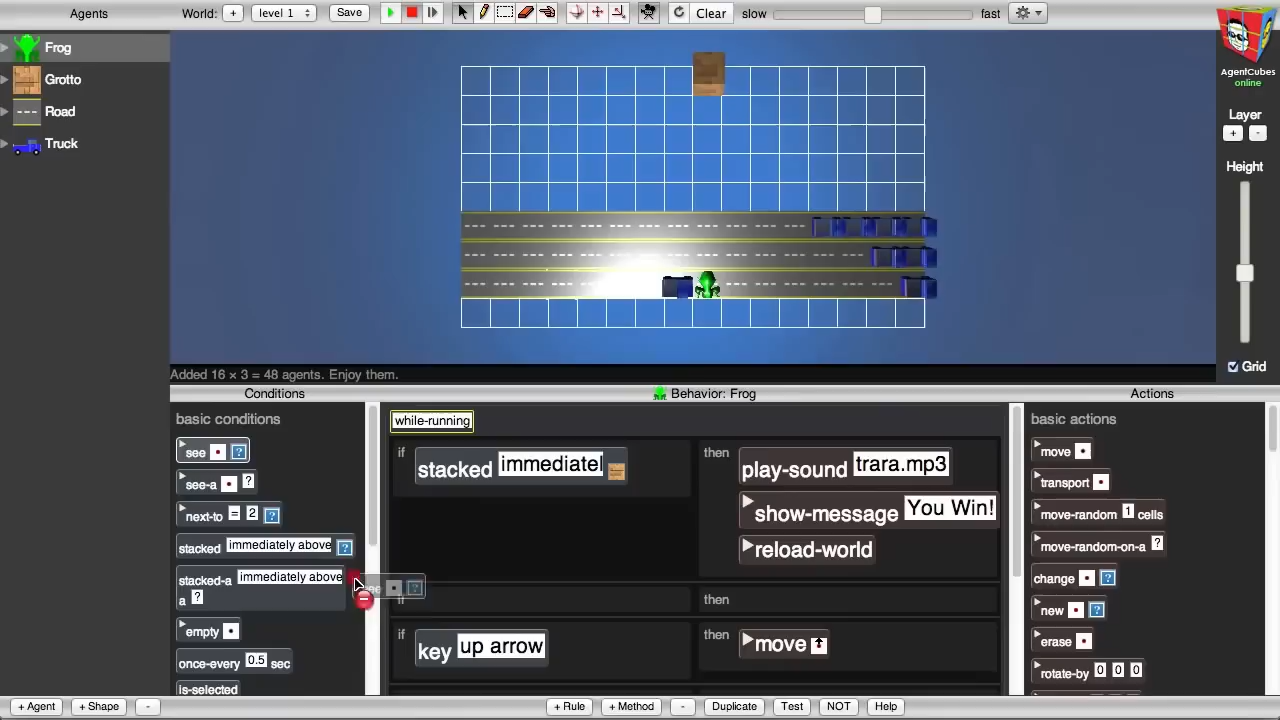 Agents
World: + level 1 Save Clear slow fast
Frog
Grotto
Road
Truck
AgentCubes
online
Layer
+ -
Height
Grid
Added 16 × 3 = 48 agents. Enjoy them.
Conditions
Behavior: Frog
Actions
basic conditions
see ?
see-a ?
next-to = 2 ?
stacked immediately above ?
stacked-a immediately above
a ?
empty
once-every 0.5 sec
is-selected
see ?
while-running
if stacked immediatel
then play-sound trara.mp3
show-message You Win!
reload-world
if then
if key up arrow then move
basic actions
move
transport
move-random 1 cells
move-random-on-a ?
change ?
new ?
erase
rotate-by 0 0 0
+ Agent + Shape - + Rule + Method - Duplicate Test NOT Help